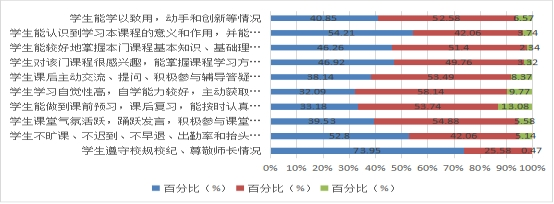 学生能学以致用，动手和创新等情况 40.85 52.58 6.57
学生能认识到学习本课程的意义和作用，并能… 54.21 42.06 3.74
学生能较好地掌握本门课程基本知识、基础理… 46.26 51.4 2.34
学生对该门课程很感兴趣，能掌握课程学习方… 46.92 49.76 3.32
学生课后主动交流、提问、积极参与辅导答疑… 38.14 53.49 8.37
学生学习自觉性高，自学能力较好，主动获取… 32.09 58.14 9.77
学生能做到课前预习，课后复习，能按时认真… 33.18 53.74 13.08
学生课堂气氛活跃，踊跃发言，积极参与课堂… 39.53 54.88 5.58
学生不旷课、不迟到、不早退、出勤率和抬头… 52.8 42.06 5.14
学生遵守校规校纪、尊敬师长情况 73.95 25.58 0.47
0% 10% 20% 30% 40% 50% 60% 70% 80% 90% 100%
百分比（%） 百分比（%） 百分比（%）